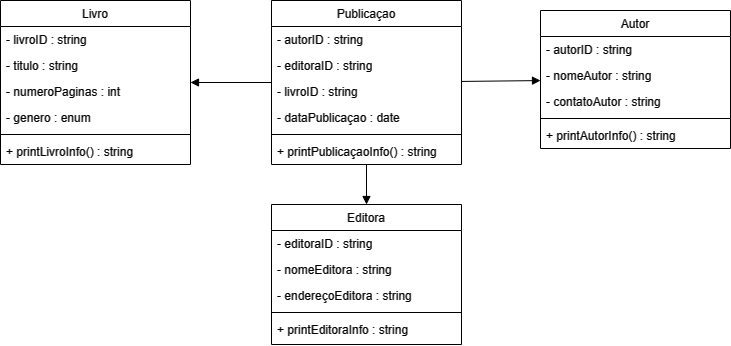 Livro
- livroID : string
- titulo : string
- numeroPaginas : int
- genero : enum
+ printLivroInfo() : string
Publicaçao
- autorID : string
- editoraID : string
- livroID : string
- dataPublicaçao : date
+ printPublicaçaoInfo() : string
Autor
- autorID : string
- nomeAutor : string
- contatoAutor : string
+ printAutorInfo() : string
Editora
- editoraID : string
- nomeEditora : string
- endereçoEditora : string
+ printEditoraInfo : string